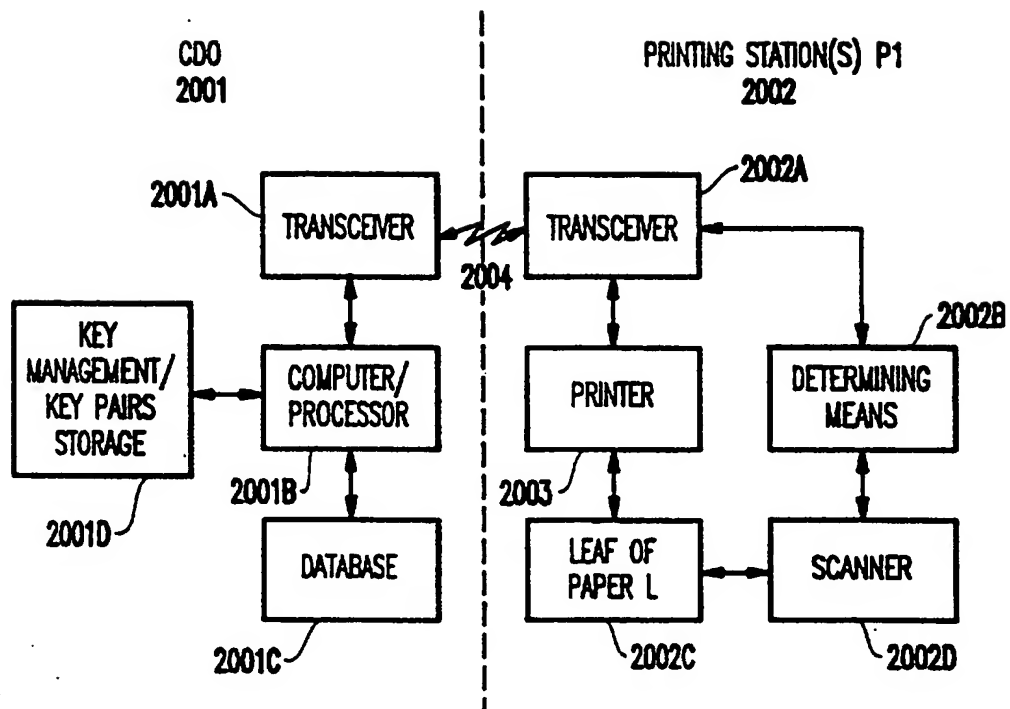 CDO
2001
PRINTING STATION(S) P1
2002
2001A
TRANSCEIVER
2002A
TRANSCEIVER
2004
KEY
MANAGEMENT/
KEY PAIRS
STORAGE
2001D
COMPUTER/
PROCESSOR
2001B
PRINTER
2003
2002B
DETERMINING
MEANS
DATABASE
2001C
LEAF OF
PAPER L
2002C
SCANNER
2002D